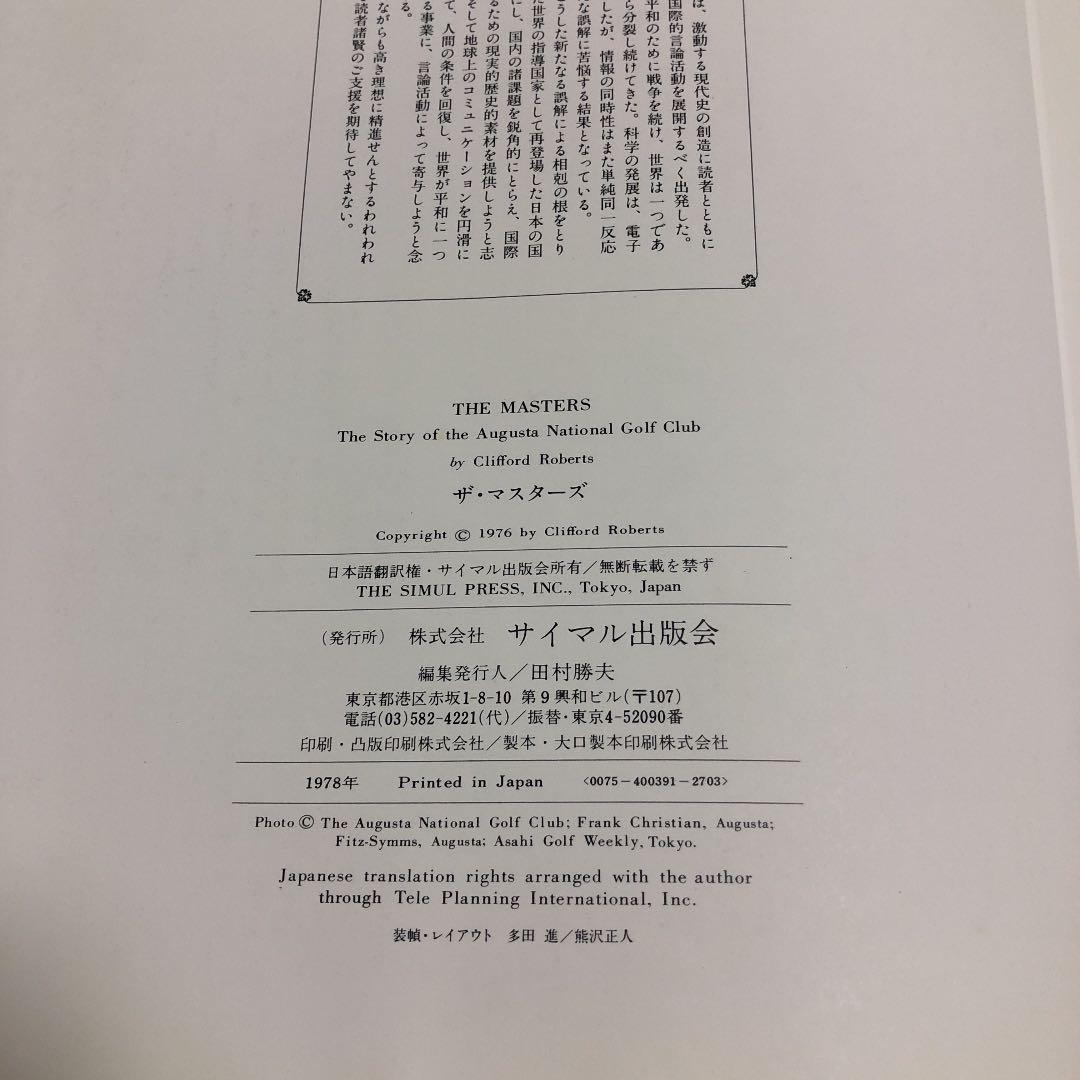 は、激動する現代史の創造に読者とともに
国際的言論活動を展開するべく出発した。
平和のために戦争を続け、世界は一つであ
ら分裂し続けてきた。科学の発展は、電子
したが、情報の同時性はまた単純同一反応
な誤解に苦悩する結果となっている。
うした新たなる誤解による相剋の根をとり
た世界の指導国家として再登場した日本の国
にし、国内の諸課題を鋭角的にとらえ、国際
るための現実的歴史的素材を提供しようと志
そして地球上のコミュニケーションを円滑に
て、人間の条件を回復し、世界が平和に一つ
る事業に、言論活動によって寄与しようと念
る。
ながらも高き理想に精進せんとするわれわれ
読者諸賢のご支援を期待してやまない。
THE MASTERS
The Story of the Augusta National Golf Club
by Clifford Roberts
ザ・マスターズ
Copyright © 1976 by Clifford Roberts
日本語翻訳権・サイマル出版会所有／無断転載を禁ず
THE SIMUL PRESS, INC., Tokyo, Japan
(発行所) 株式会社 サイマル出版会
編集発行人／田村勝夫
東京都港区赤坂1-8-10 第9興和ビル(〒107)
電話(03)582-4221(代)／振替・東京4-52090番
印刷・凸版印刷株式会社／製本・大口製本印刷株式会社
1978年 Printed in Japan <0075-400391-2703>
Photo © The Augusta National Golf Club; Frank Christian, Augusta;
Fitz-Symms, Augusta; Asahi Golf Weekly, Tokyo.
Japanese translation rights arranged with the author
through Tele Planning International, Inc.
装幀・レイアウト 多田 進／熊沢正人